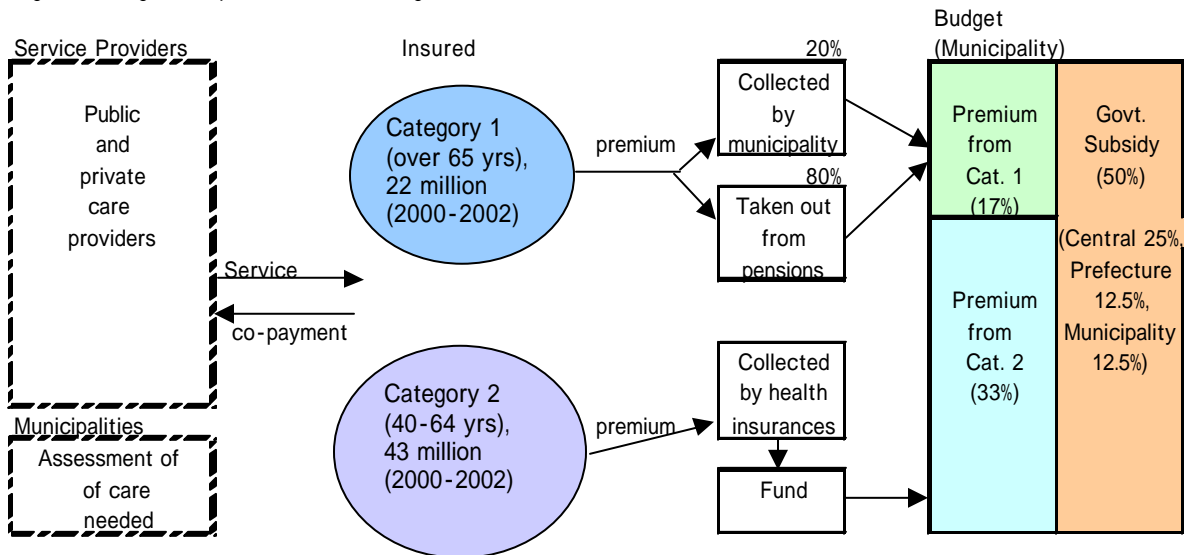 Service Providers
Public
and
private
care
providers
Service
co-payment
Municipalities
Assessment of
of care
needed
Insured
Category 1
(over 65 yrs),
22 million
(2000-2002)
premium
Category 2
(40-64 yrs),
43 million
(2000-2002)
premium
20%
Collected
by
municipality
80%
Taken out
from
pensions
Collected
by health
insurances
Fund
Budget
(Municipality)
Premium
from
Cat. 1
(17%)
Premium
from
Cat. 2
(33%)
Govt.
Subsidy
(50%)
(Central 25%,
Prefecture
12.5%,
Municipality
12.5%)